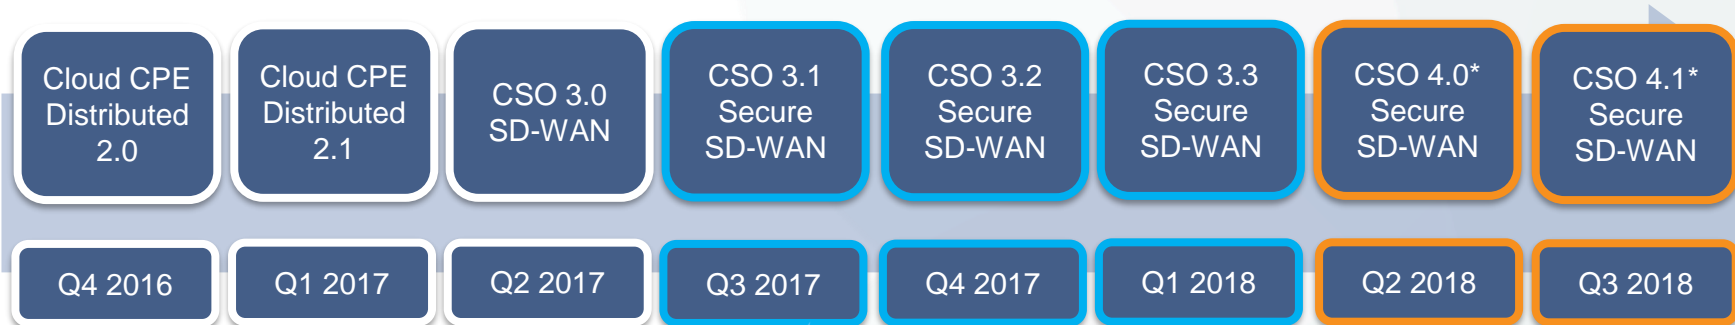 Cloud CPE
Distributed
2.0
Cloud CPE
Distributed
2.1
CSO 3.0
SD-WAN
CSO 3.1
Secure
SD-WAN
CSO 3.2
Secure
SD-WAN
CSO 3.3
Secure
SD-WAN
CSO 4.0*
Secure
SD-WAN
CSO 4.1*
Secure
SD-WAN
Q4 2016
Q1 2017
Q2 2017
Q3 2017
Q4 2017
Q1 2018
Q2 2018
Q3 2018